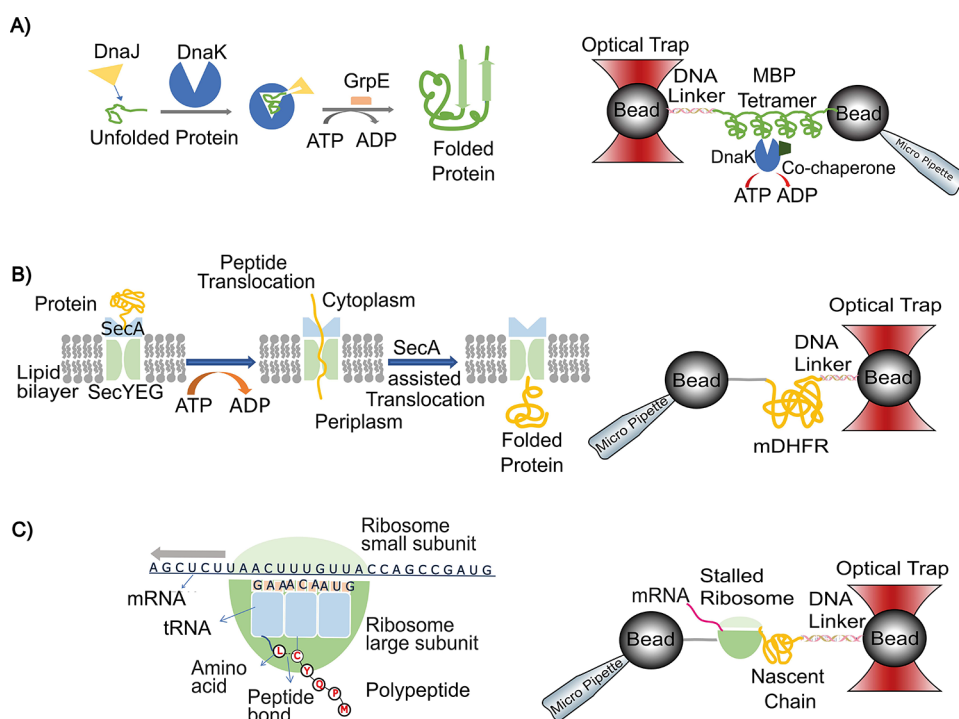 A)
DnaJ
DnaK
Unfolded Protein
GrpE
ATP
ADP
Folded
Protein
Optical Trap
Bead
DNA
Linker
MBP
Tetramer
Bead
DnaK
Co-chaperone
ATP ADP
Micro Pipette
B)
Protein
SecA
Lipid
bilayer
SecYEG
ATP
ADP
Peptide
Translocation
Cytoplasm
Periplasm
SecA
assisted
Translocation
Folded
Protein
Bead
Micro Pipette
mDHFR
DNA
Linker
Optical Trap
Bead
C)
Ribosome
small subunit
AGCUCUUAACUUUGUUACCAGCCGAUG
mRNA
GAAACAAUG
tRNA
Ribosome
large subunit
Amino
acid
Peptide
bond
L
C
Y
Q
P
M
Polypeptide
mRNA
Stalled
Ribosome
Bead
Micro Pipette
Nascent
Chain
DNA
Linker
Optical Trap
Bead